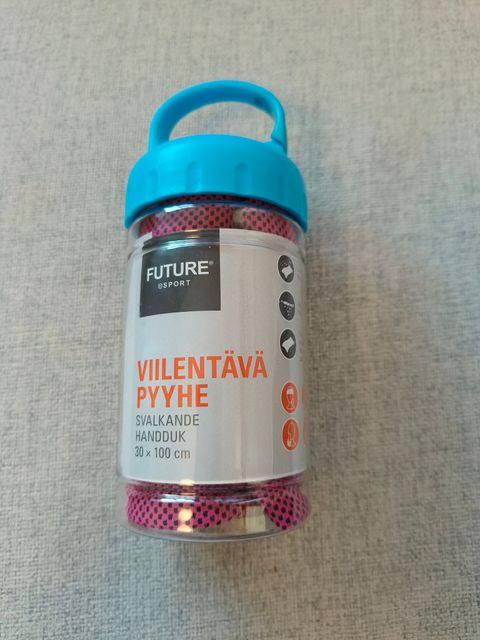 FUTURE®
SPORT
VIILENTÄVÄ
PYYHE
SVALKANDE
HANDDUK
30 × 100 cm